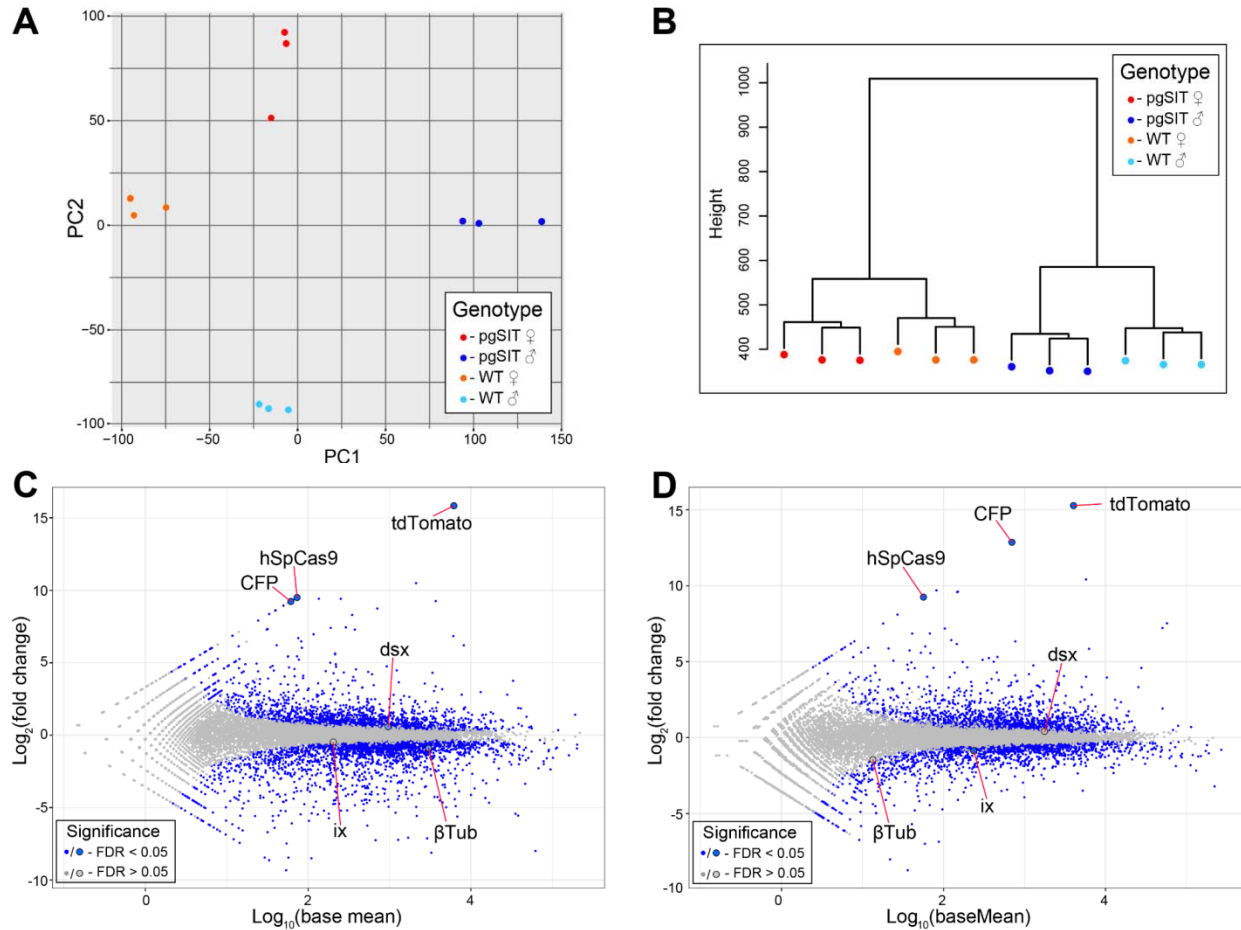 A
100
50
0
-50
-100
PC2
−100
−50
0
50
100
150
PC1
Genotype
- pgSIT ♀
- pgSIT ♂
- WT ♀
- WT ♂
B
1000
900
800
700
600
500
400
Height
Genotype
- pgSIT ♀
- pgSIT ♂
- WT ♀
- WT ♂
C
15
10
5
0
-5
-10
Log2(fold change)
tdTomato
hSpCas9
CFP
dsx
ix
βTub
Significance
/ - FDR < 0.05
/ - FDR > 0.05
0
2
4
Log10(base mean)
D
15
10
5
0
-5
-10
Log2(fold change)
tdTomato
CFP
hSpCas9
dsx
ix
βTub
Significance
/ - FDR < 0.05
/ - FDR > 0.05
0
2
4
Log10(baseMean)